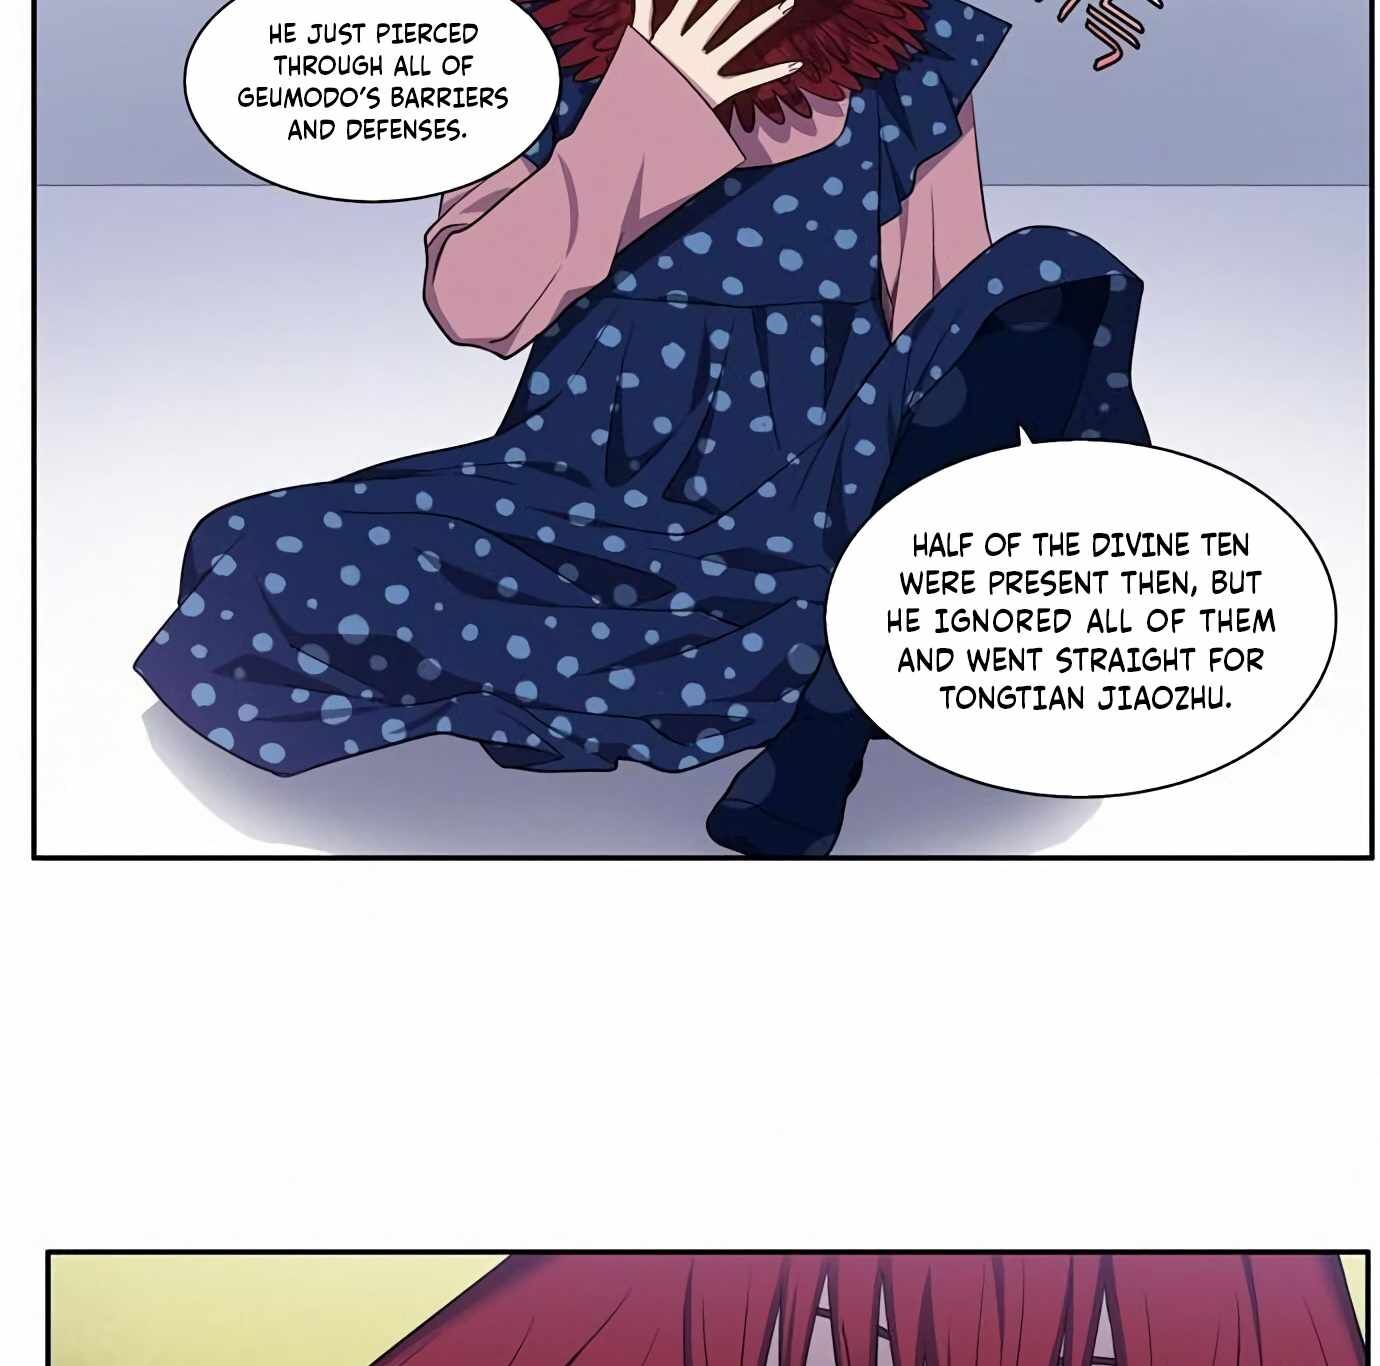 HE JUST PIERCED
THROUGH ALL OF
GEUMODO'S BARRIERS
AND DEFENSES.
HALF OF THE DIVINE TEN
WERE PRESENT THEN, BUT
HE IGNORED ALL OF THEM
AND WENT STRAIGHT FOR
TONGTIAN JIAOZHU.